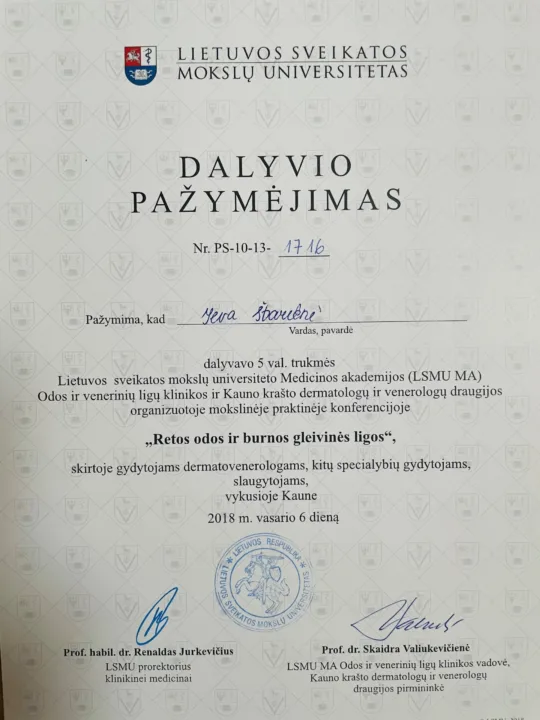 LIETUVOS SVEIKATOS
MOKSLŲ UNIVERSITETAS
DALYVIO
PAŽYMĖJIMAS
Nr. PS-10-13- 1716
Pažymima, kad Ieva
Vardas, pavardė
dalyvavo 5 val. trukmės
Lietuvos sveikatos mokslų universiteto Medicinos akademijos (LSMU MA)
Odos ir venerinių ligų klinikos ir Kauno krašto dermatologų ir venerologų draugijos
organizuotoje mokslinėje praktinėje konferencijoje
„Retos odos ir burnos gleivinės ligos“,
skirtoje gydytojams dermatovenerologams, kitų specialybių gydytojams,
slaugytojams,
vykusioje Kaune
2018 m. vasario 6 dieną
LIETUVOS RESPUBLIKA
LIETUVOS SVEIKATOS MOKSLŲ UNIVERSITETAS
Prof. habil. dr. Renaldas Jurkevičius
LSMU prorektorius
klinikinei medicinai
Prof. dr. Skaidra Valiukevičienė
LSMU MA Odos ir venerinių ligų klinikos vadovė,
Kauno krašto dermatologų ir venerologų
draugijos pirmininkė